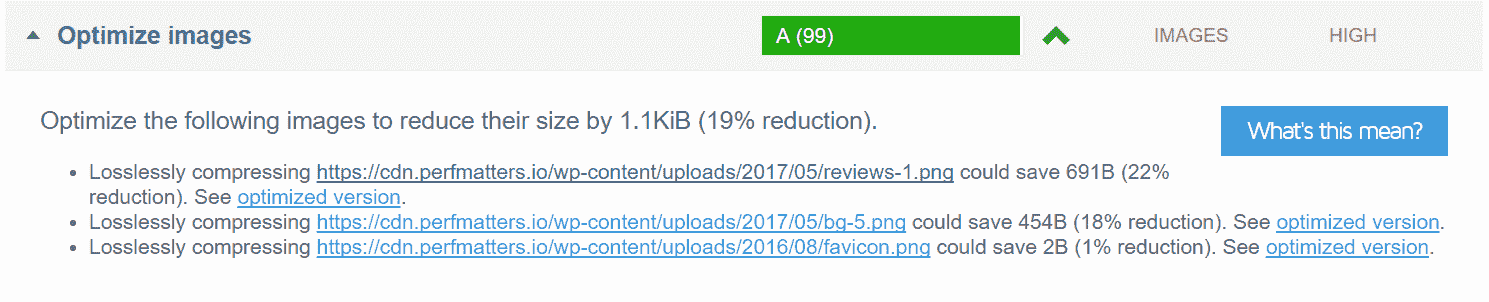 Optimize images A (99) IMAGES HIGH
Optimize the following images to reduce their size by 1.1KiB (19% reduction).
What's this mean?
Losslessly compressing https://cdn.perfmatters.io/wp-content/uploads/2017/05/reviews-1.png could save 691B (22%
reduction). See optimized version.
Losslessly compressing https://cdn.perfmatters.io/wp-content/uploads/2017/05/bg-5.png could save 454B (18% reduction). See optimized version.
Losslessly compressing https://cdn.perfmatters.io/wp-content/uploads/2016/08/favicon.png could save 2B (1% reduction). See optimized version.